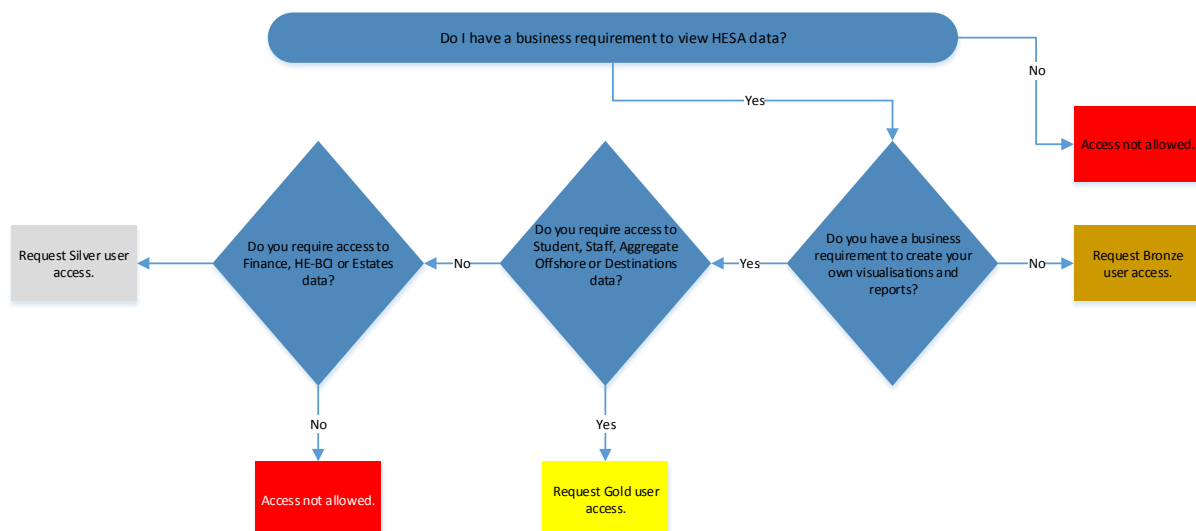 Do I have a business requirement to view HESA data?
No
Yes
Access not allowed.
Do you require access to
Finance, HE-BCI or Estates
data?
Do you require access to
Student, Staff, Aggregate
Offshore or Destinations
data?
Do you have a business
requirement to create your
own visualisations and
reports?
Request Silver user
access.
No
Yes
No
Request Bronze
user access.
No
Yes
Access not allowed.
Request Gold user
access.